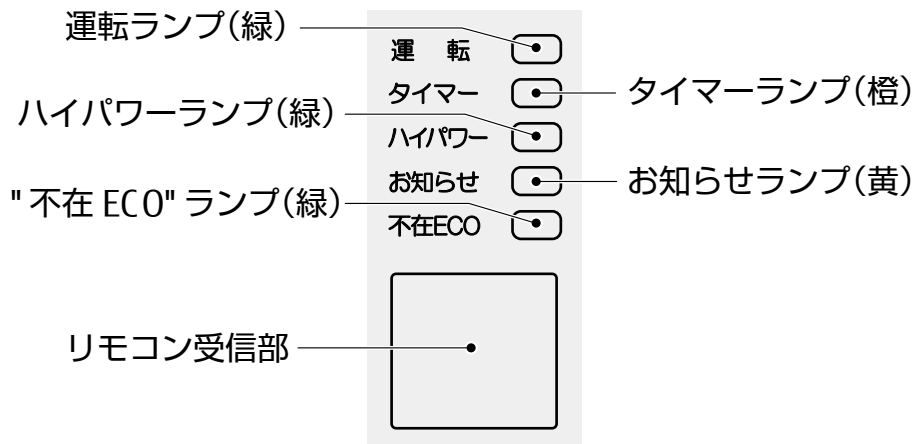 運転ランプ(緑)
運 転
タイマー
タイマーランプ(橙)
ハイパワーランプ(緑)
ハイパワー
お知らせ
お知らせランプ(黄)
"不在 ECO"ランプ(緑)
不在ECO
リモコン受信部